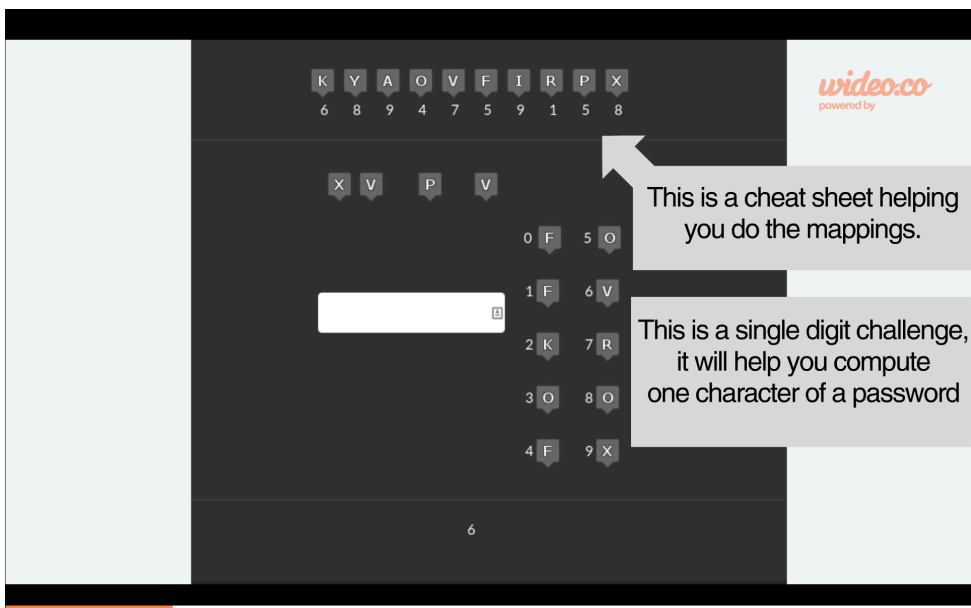 K Y A O V F I R P X
6 8 9 4 7 5 9 1 5 8
wideo.co
powered by
X V P V
This is a cheat sheet helping
you do the mappings.
0 F 5 O
1 F 6 V
2 K 7 R
3 O 8 O
4 F 9 X
This is a single digit challenge,
it will help you compute
one character of a password
6